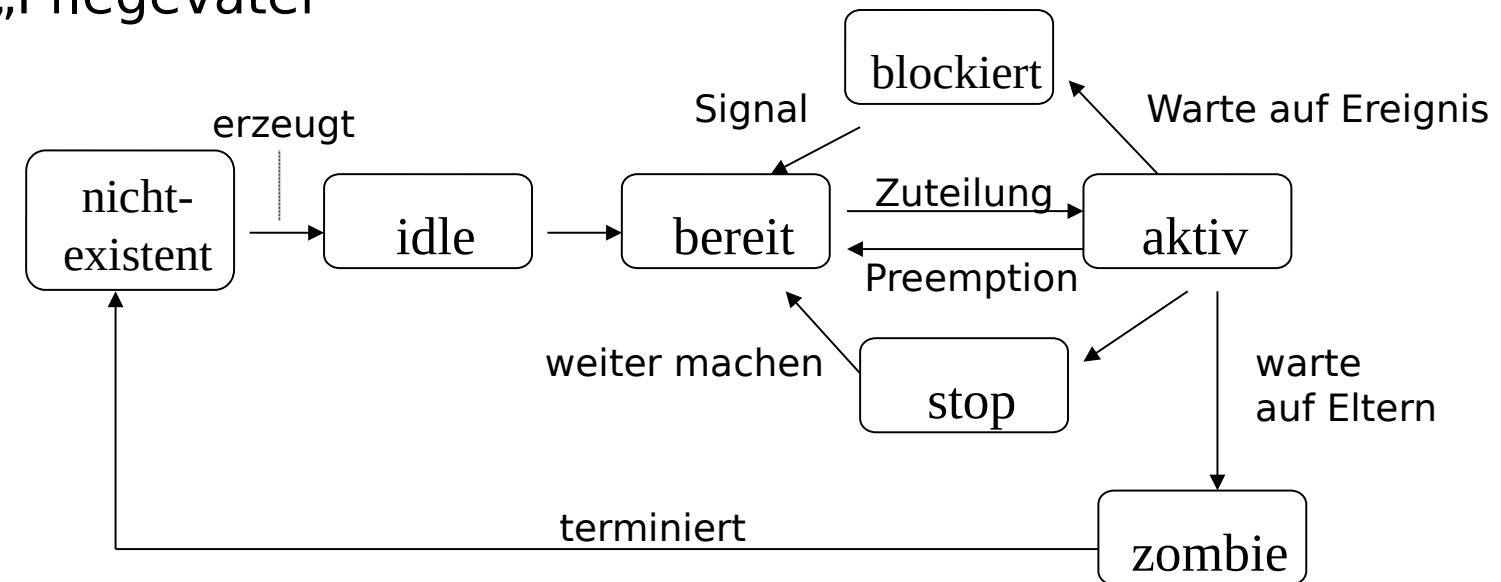 „Pflegevater
blockiert
Signal
Warte auf Ereignis
erzeugt
nicht-
existent
idle
bereit
Zuteilung
aktiv
Preemption
weiter machen
stop
warte
auf Eltern
terminiert
zombie